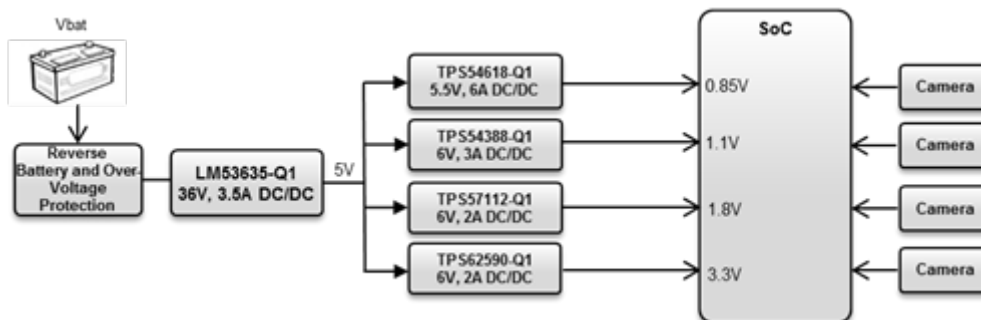 Vbat
Reverse
Battery and Over-
Voltage
Protection
LM53635-Q1
36V, 3.5A DC/DC
5V
TPS54618-Q1
5.5V, 6A DC/DC
TPS54388-Q1
6V, 3A DC/DC
TPS57112-Q1
6V, 2A DC/DC
TPS62590-Q1
6V, 2A DC/DC
SoC
0.85V
1.1V
1.8V
3.3V
Camera
Camera
Camera
Camera